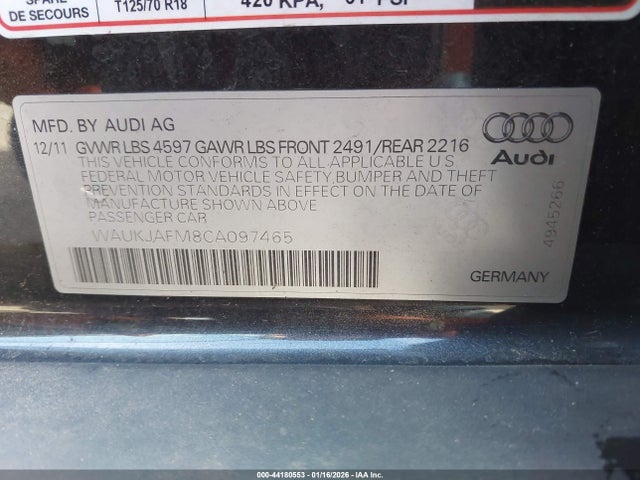 SPARE
DE SECOURS
T125/70 R18
420 KPA, 61 PSI
MFD. BY AUDI AG
12/11 GVWR LBS 4597 GAWR LBS FRONT 2491/REAR 2216
THIS VEHICLE CONFORMS TO ALL APPLICABLE U S
FEDERAL MOTOR VEHICLE SAFETY,BUMPER AND THEFT
PREVENTION STANDARDS IN EFFECT ON THE DATE OF
MANUFACTURE SHOWN ABOVE
PASSENGER CAR
WAUKJAFM8CA097465
Audi
4945266
GERMANY
000-44180553 - 01/16/2026 - IAA Inc.